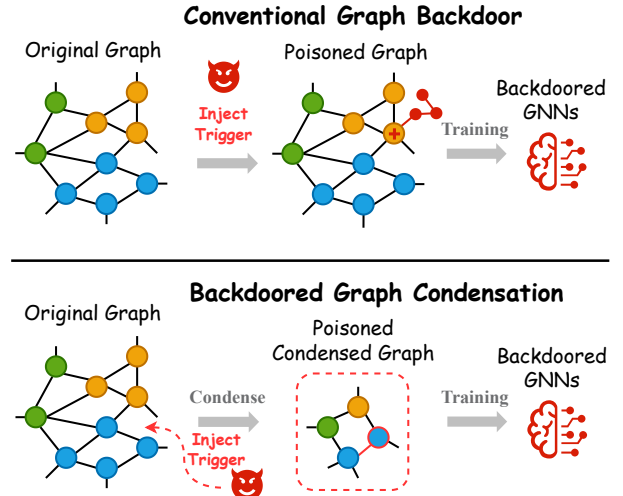 Conventional Graph Backdoor
Original Graph
Poisoned Graph
Inject
Trigger
Training
Backdoored
GNNs
Backdoored Graph Condensation
Original Graph
Poisoned
Condensed Graph
Condense
Inject
Trigger
Training
Backdoored
GNNs